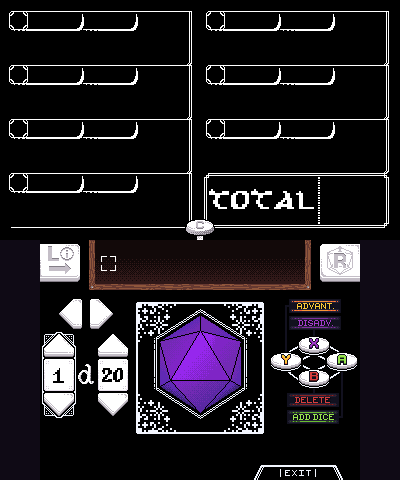 TOTAL
C
L
R
ADVANT.
DISADV.
X
Y
A
B
1 d 20
DELETE
ADD DICE
EXIT